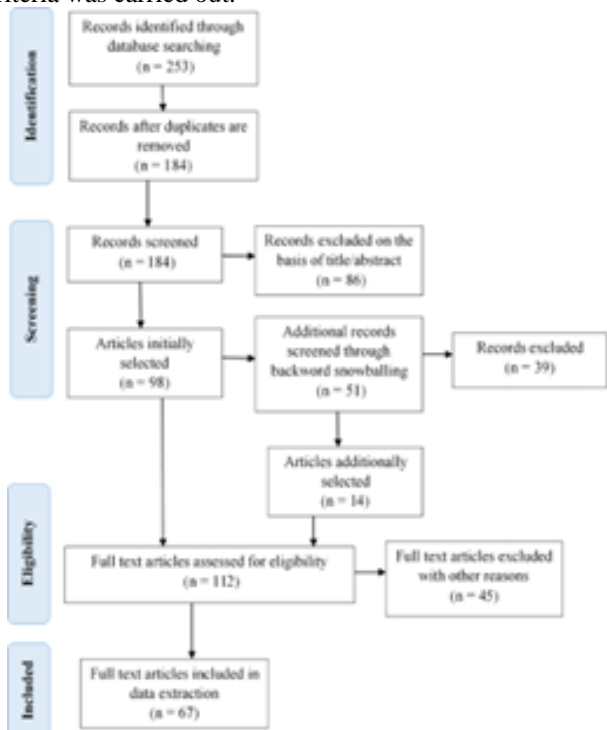 iteria was carried out.
Identification
Records identified through
database searching
(n = 253)
Records after duplicates are
removed
(n = 184)
Screening
Records screened
(n = 184)
Records excluded on the
basis of title/abstract
(n = 86)
Articles initially
selected
(n = 98)
Additional records
screened through
backword snowballing
(n = 51)
Records excluded
(n = 39)
Articles additionally
selected
(n = 14)
Eligibility
Full text articles assessed for eligibility
(n = 112)
Full text articles excluded
with other reasons
(n = 45)
Included
Full text articles included in
data extraction
(n = 67)